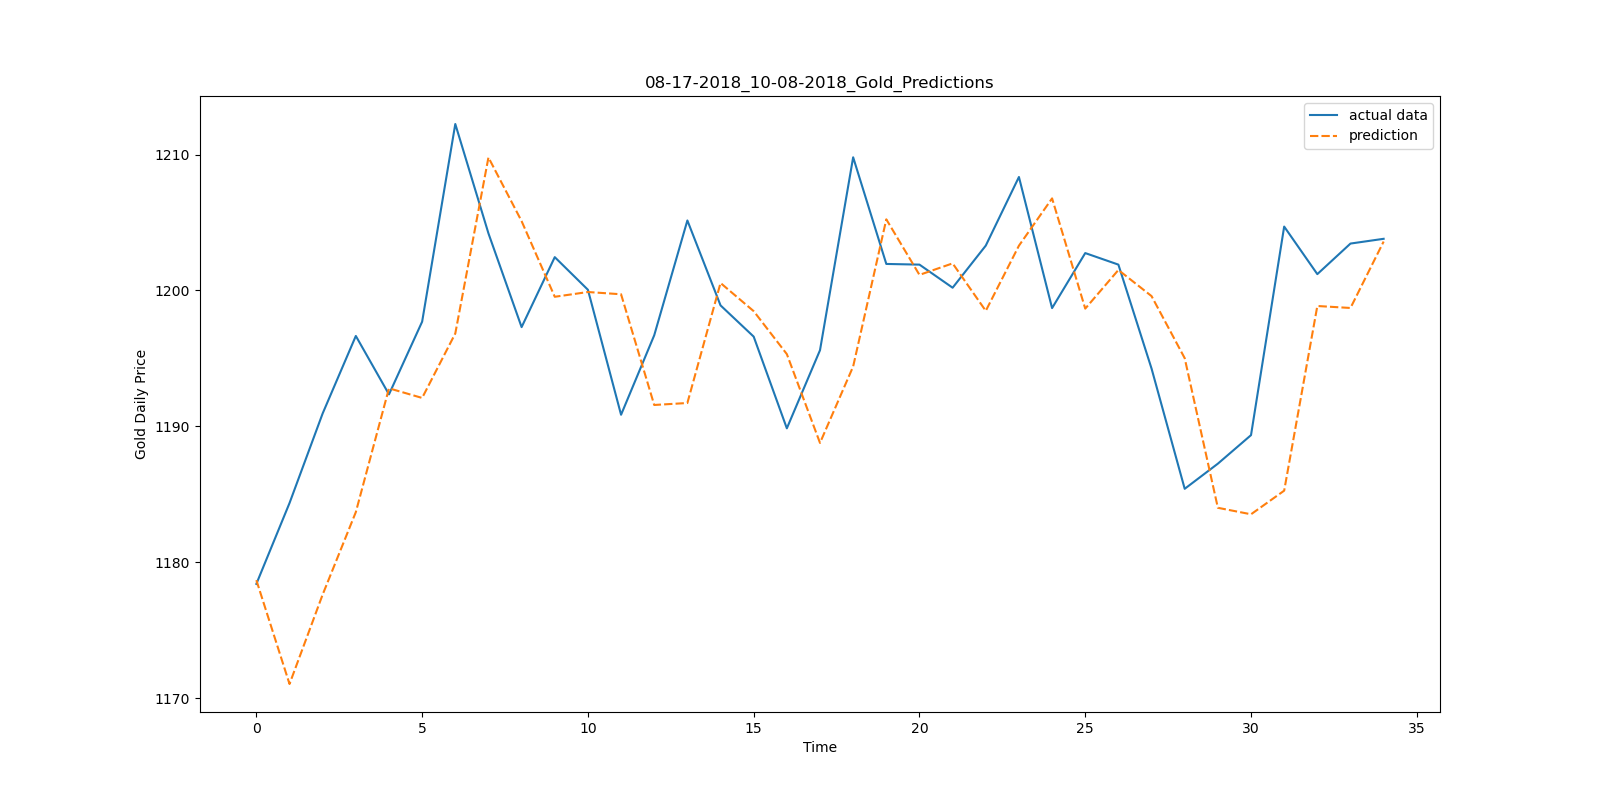 08-17-2018_10-08-2018_Gold_Predictions
actual data
prediction
Gold Daily Price
1210
1200
1190
1180
1170
0 5 10 15 20 25 30 35
Time